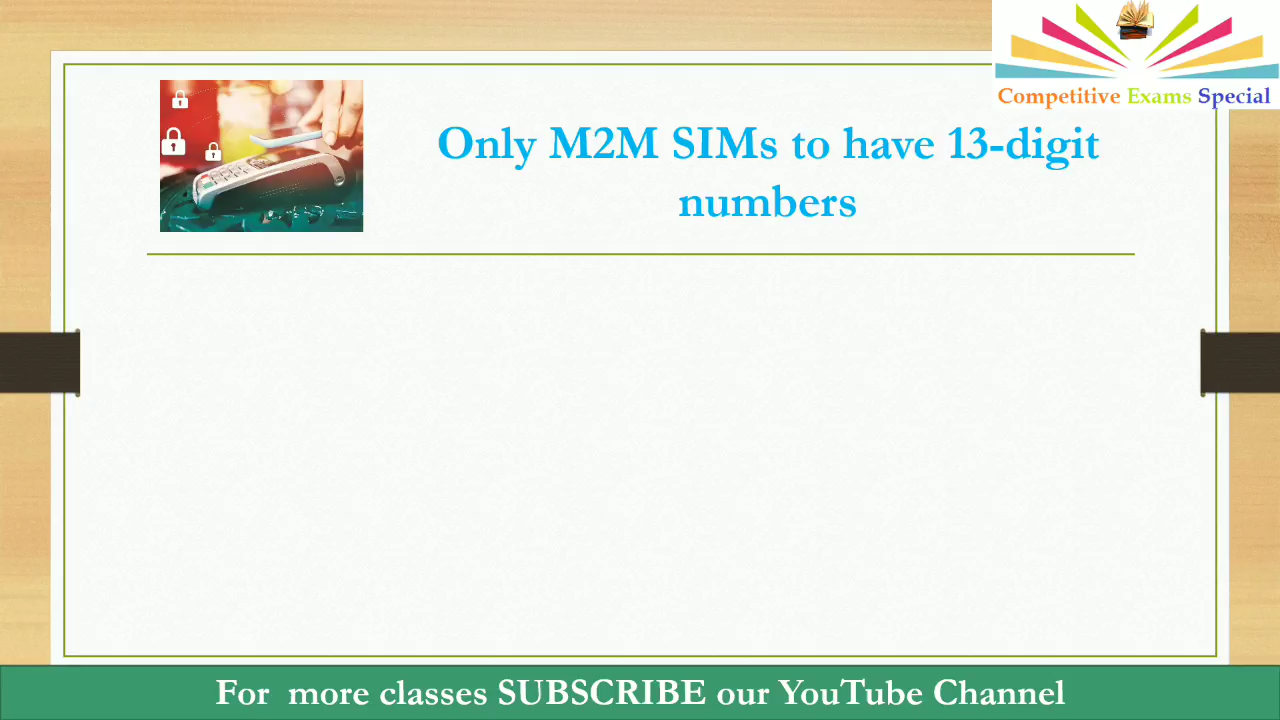 Competitive Exams Special
Only M2M SIMs to have 13-digit
numbers
For more classes SUBSCRIBE our YouTube Channel